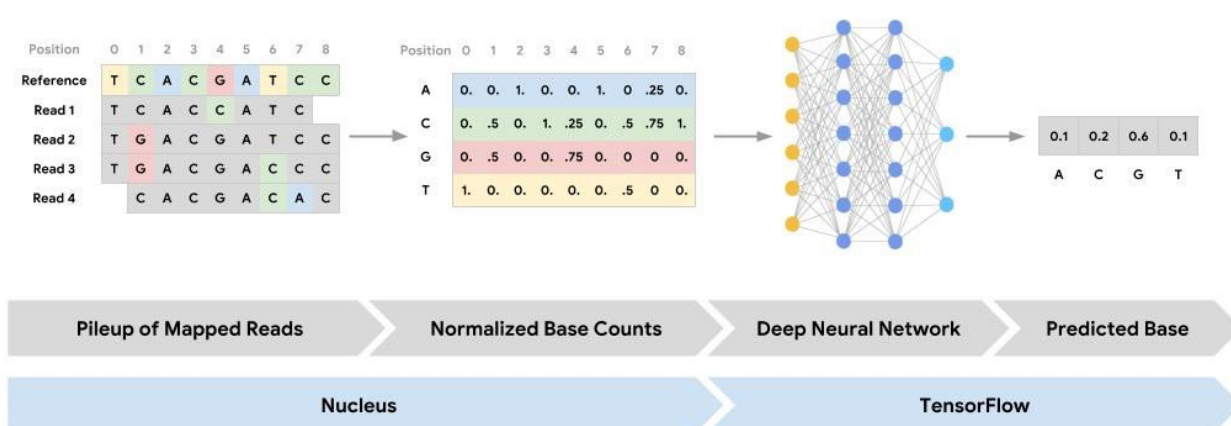 Position 0 1 2 3 4 5 6 7 8
Reference T C A C G A T C C
Read 1 T C A C C A T C
Read 2 T G A C G A T C C
Read 3 T G A C G A C C C
Read 4 C A C G A C A C
Position 0 1 2 3 4 5 6 7 8
A 0. 0. 1. 0. 0. 1. 0 .25 0.
C 0. .5 0. 1. .25 0. .5 .75 1.
G 0. .5 0. 0. .75 0. 0 0 0.
T 1. 0. 0. 0. 0. 0. .5 0 0.
0.1 0.2 0.6 0.1
A C G T
Pileup of Mapped Reads
Normalized Base Counts
Deep Neural Network
Predicted Base
Nucleus
TensorFlow